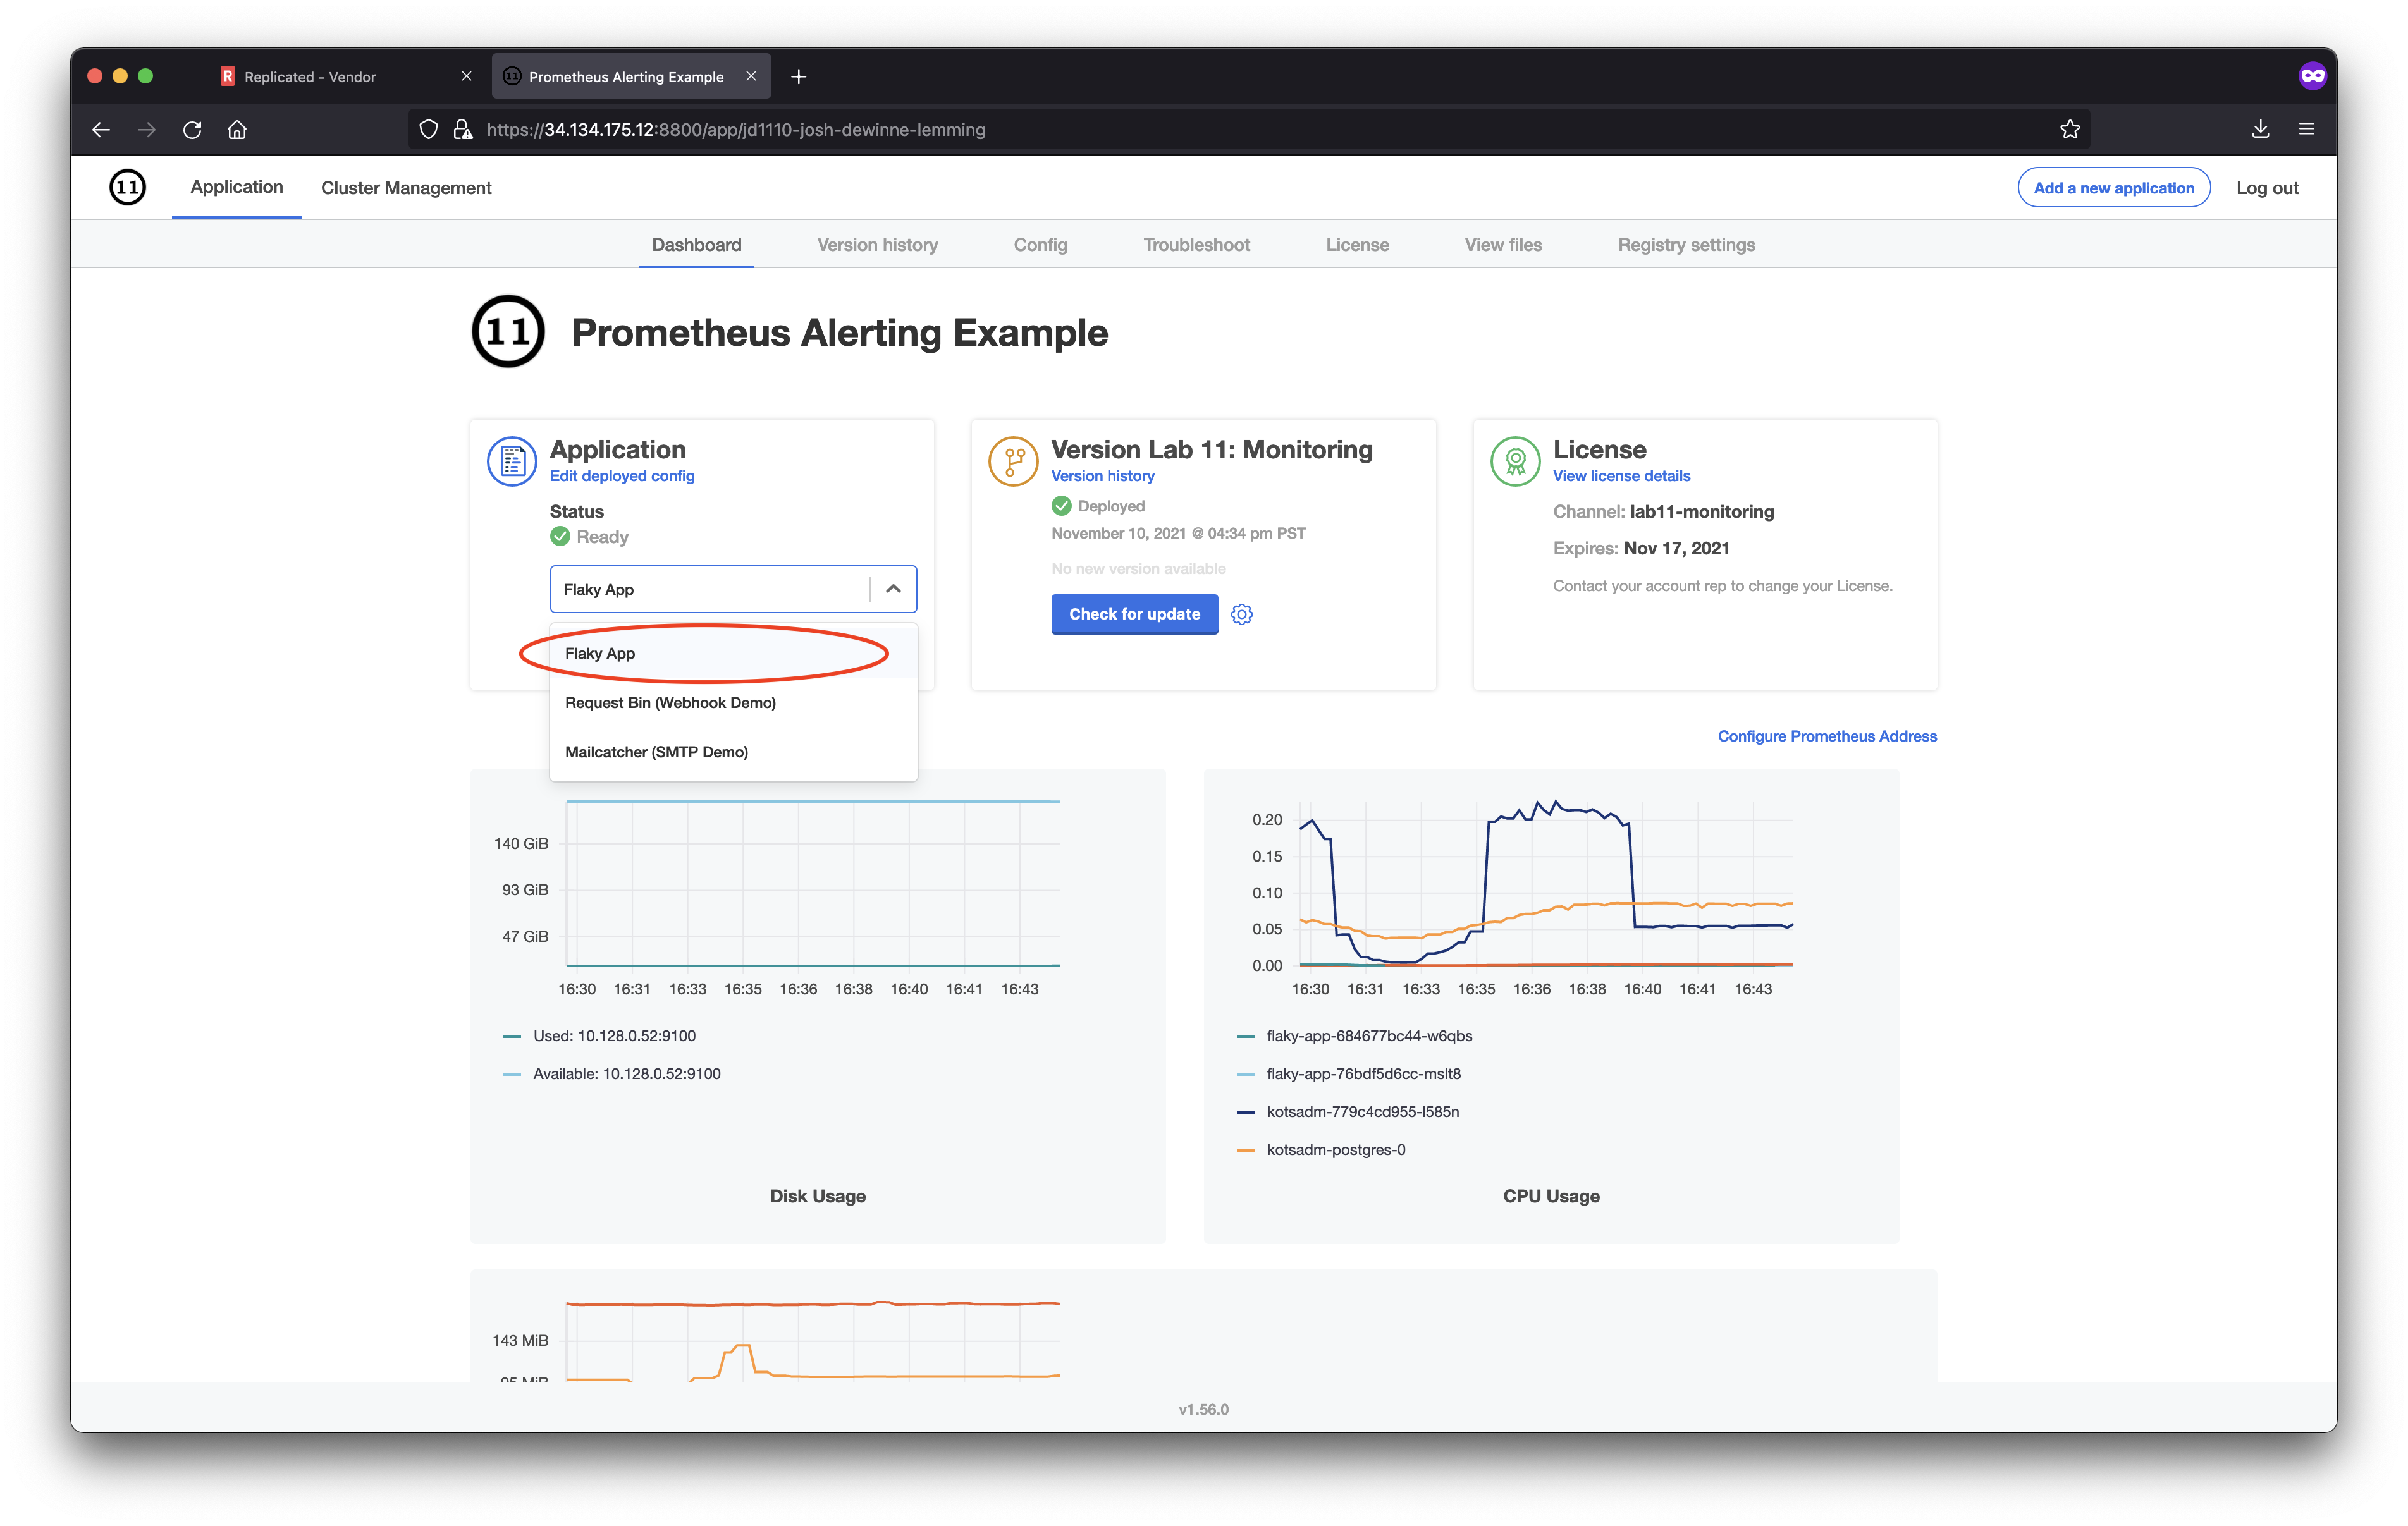 R Replicated - Vendor
11 Prometheus Alerting Example
https://34.134.175.12:8800/app/jd1110-josh-dewinne-lemming
11 Application Cluster Management Add a new application Log out
Dashboard Version history Config Troubleshoot License View files Registry settings
11 Prometheus Alerting Example
Application
Edit deployed config
Status
Ready
Flaky App
Flaky App
Request Bin (Webhook Demo)
Mailcatcher (SMTP Demo)
Version Lab 11: Monitoring
Version history
Deployed
November 10, 2021 @ 04:34 pm PST
No new version available
Check for update
License
View license details
Channel: lab11-monitoring
Expires: Nov 17, 2021
Contact your account rep to change your License.
Configure Prometheus Address
140 GiB
93 GiB
47 GiB
16:30 16:31 16:33 16:35 16:36 16:38 16:40 16:41 16:43
Used: 10.128.0.52:9100
Available: 10.128.0.52:9100
Disk Usage
0.20
0.15
0.10
0.05
0.00
16:30 16:31 16:33 16:35 16:36 16:38 16:40 16:41 16:43
flaky-app-684677bc44-w6qbs
flaky-app-76bdf5d6cc-mslt8
kotsadm-779c4cd955-l585n
kotsadm-postgres-0
CPU Usage
143 MiB
95 MiB
v1.56.0